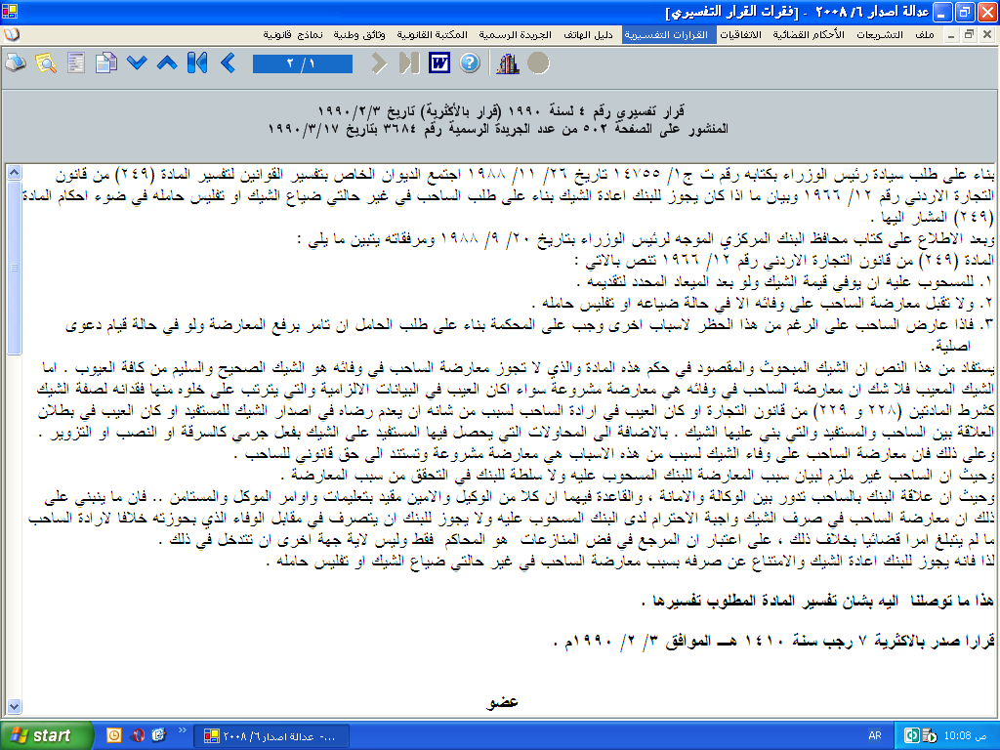 عدالة اصدار ٦/ ٢٠٠٨ - [فقرات القرار التفسيري]
ملف التشريعات الأحكام القضائية الاتفاقيات القرارات التفسيرية دليل الهاتف الجريدة الرسمية المكتبة القانونية وثائق وطنية نماذج قانونية
٢ /١
قرار تفسيري رقم ٤ لسنة ١٩٩٠ (قرار بالأكثرية) تاريخ ١٩٩٠/٢/٣
المنشور على الصفحة ٥٠٢ من عدد الجريدة الرسمية رقم ٣٦٨٤ بتاريخ ١٩٩٠/٣/١٧
بناء على طلب سيادة رئيس الوزراء بكتابه رقم ت ج١/ ١٤٧٥٥ تاريخ ٢٦/ ١١/ ١٩٨٨ اجتمع الديوان الخاص بتفسير القوانين لتفسير المادة (٢٤٩) من قانون
التجارة الاردني رقم ١٢/ ١٩٦٦ وبيان ما اذا كان يجوز للبنك اعادة الشيك بناء على طلب الساحب في غير حالتي ضياع الشيك او تفليس حامله في ضوء احكام المادة
(٢٤٩) المشار اليها .
وبعد الاطلاع على كتاب محافظ البنك المركزي الموجه لرئيس الوزراء بتاريخ ٢٠/ ٩/ ١٩٨٨ ومرفقاته يتبين ما يلي :
المادة (٢٤٩) من قانون التجارة الاردني رقم ١٢/ ١٩٦٦ تنص بالاتي :
١. للمسحوب عليه ان يوفي قيمة الشيك ولو بعد الميعاد المحدد لتقديمه .
٢. ولا تقبل معارضة الساحب على وفائه الا في حالة ضياعه او تفليس حامله .
٣. فاذا عارض الساحب على الرغم من هذا الحظر لاسباب اخرى وجب على المحكمة بناء على طلب الحامل ان تامر برفع المعارضة ولو في حالة قيام دعوى
اصلية.
يستفاد من هذا النص ان الشيك المبحوث والمقصود في حكم هذه المادة والذي لا تجوز معارضة الساحب في وفائه هو الشيك الصحيح والسليم من كافة العيوب . اما
الشيك المعيب فلا شك ان معارضة الساحب في وفائه هي معارضة مشروعة سواء اكان العيب في البيانات الالزامية والتي يترتب على خلوه منها فقدانه لصفة الشيك
كشرط المادتين (٢٢٨ و ٢٢٩) من قانون التجارة او كان العيب في ارادة الساحب لسبب من شانه ان يعدم رضاه في اصدار الشيك للمستفيد او كان العيب في بطلان
العلاقة بين الساحب والمستفيد والتي بني عليها الشيك . بالاضافة الى المحاولات التي يحصل فيها المستفيد على الشيك بفعل جرمي كالسرقة او النصب او التزوير .
وعلى ذلك فان معارضة الساحب على وفاء الشيك لسبب من هذه الاسباب هي معارضة مشروعة وتستند الى حق قانوني للساحب .
وحيث ان الساحب غير ملزم لبيان سبب المعارضة للبنك المسحوب عليه ولا سلطة للبنك في التحقق من سبب المعارضة .
وحيث ان علاقة البنك بالساحب تدور بين الوكالة والامانة ، والقاعدة فيهما ان كلا من الوكيل والامين مقيد بتعليمات واوامر الموكل والمستامن .. فان ما ينبني على
ذلك ان معارضة الساحب في صرف الشيك واجبة الاحترام لدى البنك المسحوب عليه ولا يجوز للبنك ان يتصرف في مقابل الوفاء الذي بحوزته خلافا لارادة الساحب
ما لم يتبلغ امرا قضائيا بخلاف ذلك ، على اعتبار ان المرجع في فض المنازعات هو المحاكم فقط وليس لاية جهة اخرى ان تتدخل في ذلك .
لذا فانه يجوز للبنك اعادة الشيك والامتناع عن صرفه بسبب معارضة الساحب في غير حالتي ضياع الشيك او تفليس حامله .
هذا ما توصلنا اليه بشان تفسير المادة المطلوب تفسيرها .
قرارا صدر بالاكثرية ٧ رجب سنة ١٤١٠ هـــ الموافق ٣/ ٢/ ١٩٩٠م .
عضو
start عدالة اصدار ٦/ ٢٠٠٨ -... AR 10:08 ص